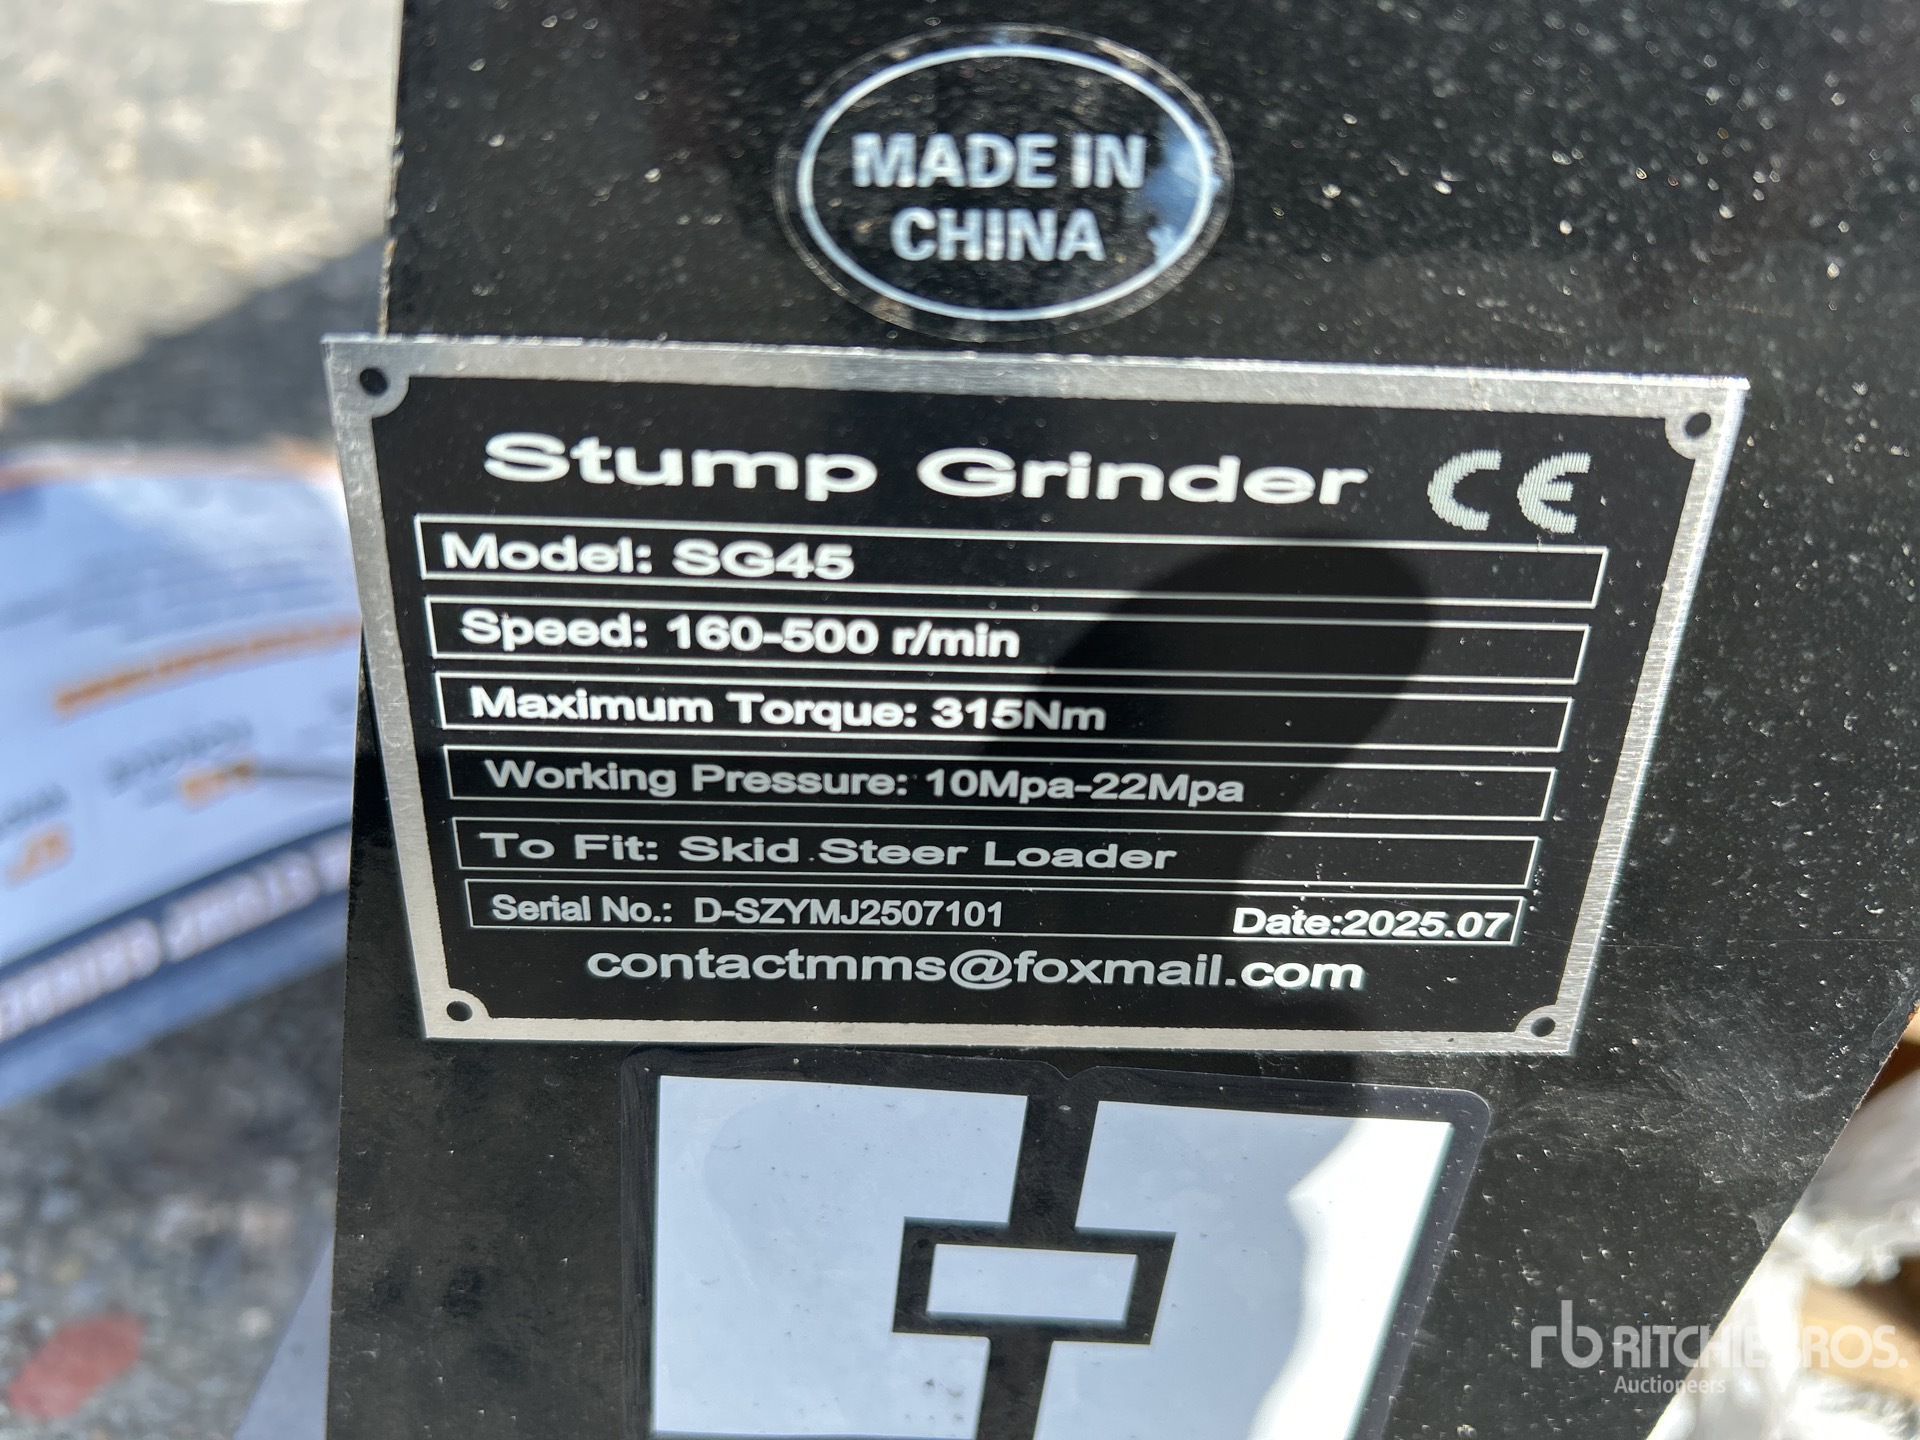 MADE IN
CHINA
Stump Grinder CE
Model: SG45
Speed: 160-500 r/min
Maximum Torque: 315Nm
Working Pressure: 10Mpa-22Mpa
To Fit: Skid Steer Loader
Serial No.: D-SZYMJ2507101 Date:2025.07
contactmms@foxmail.com
rb RITCHIE BROS.
Auctioneers